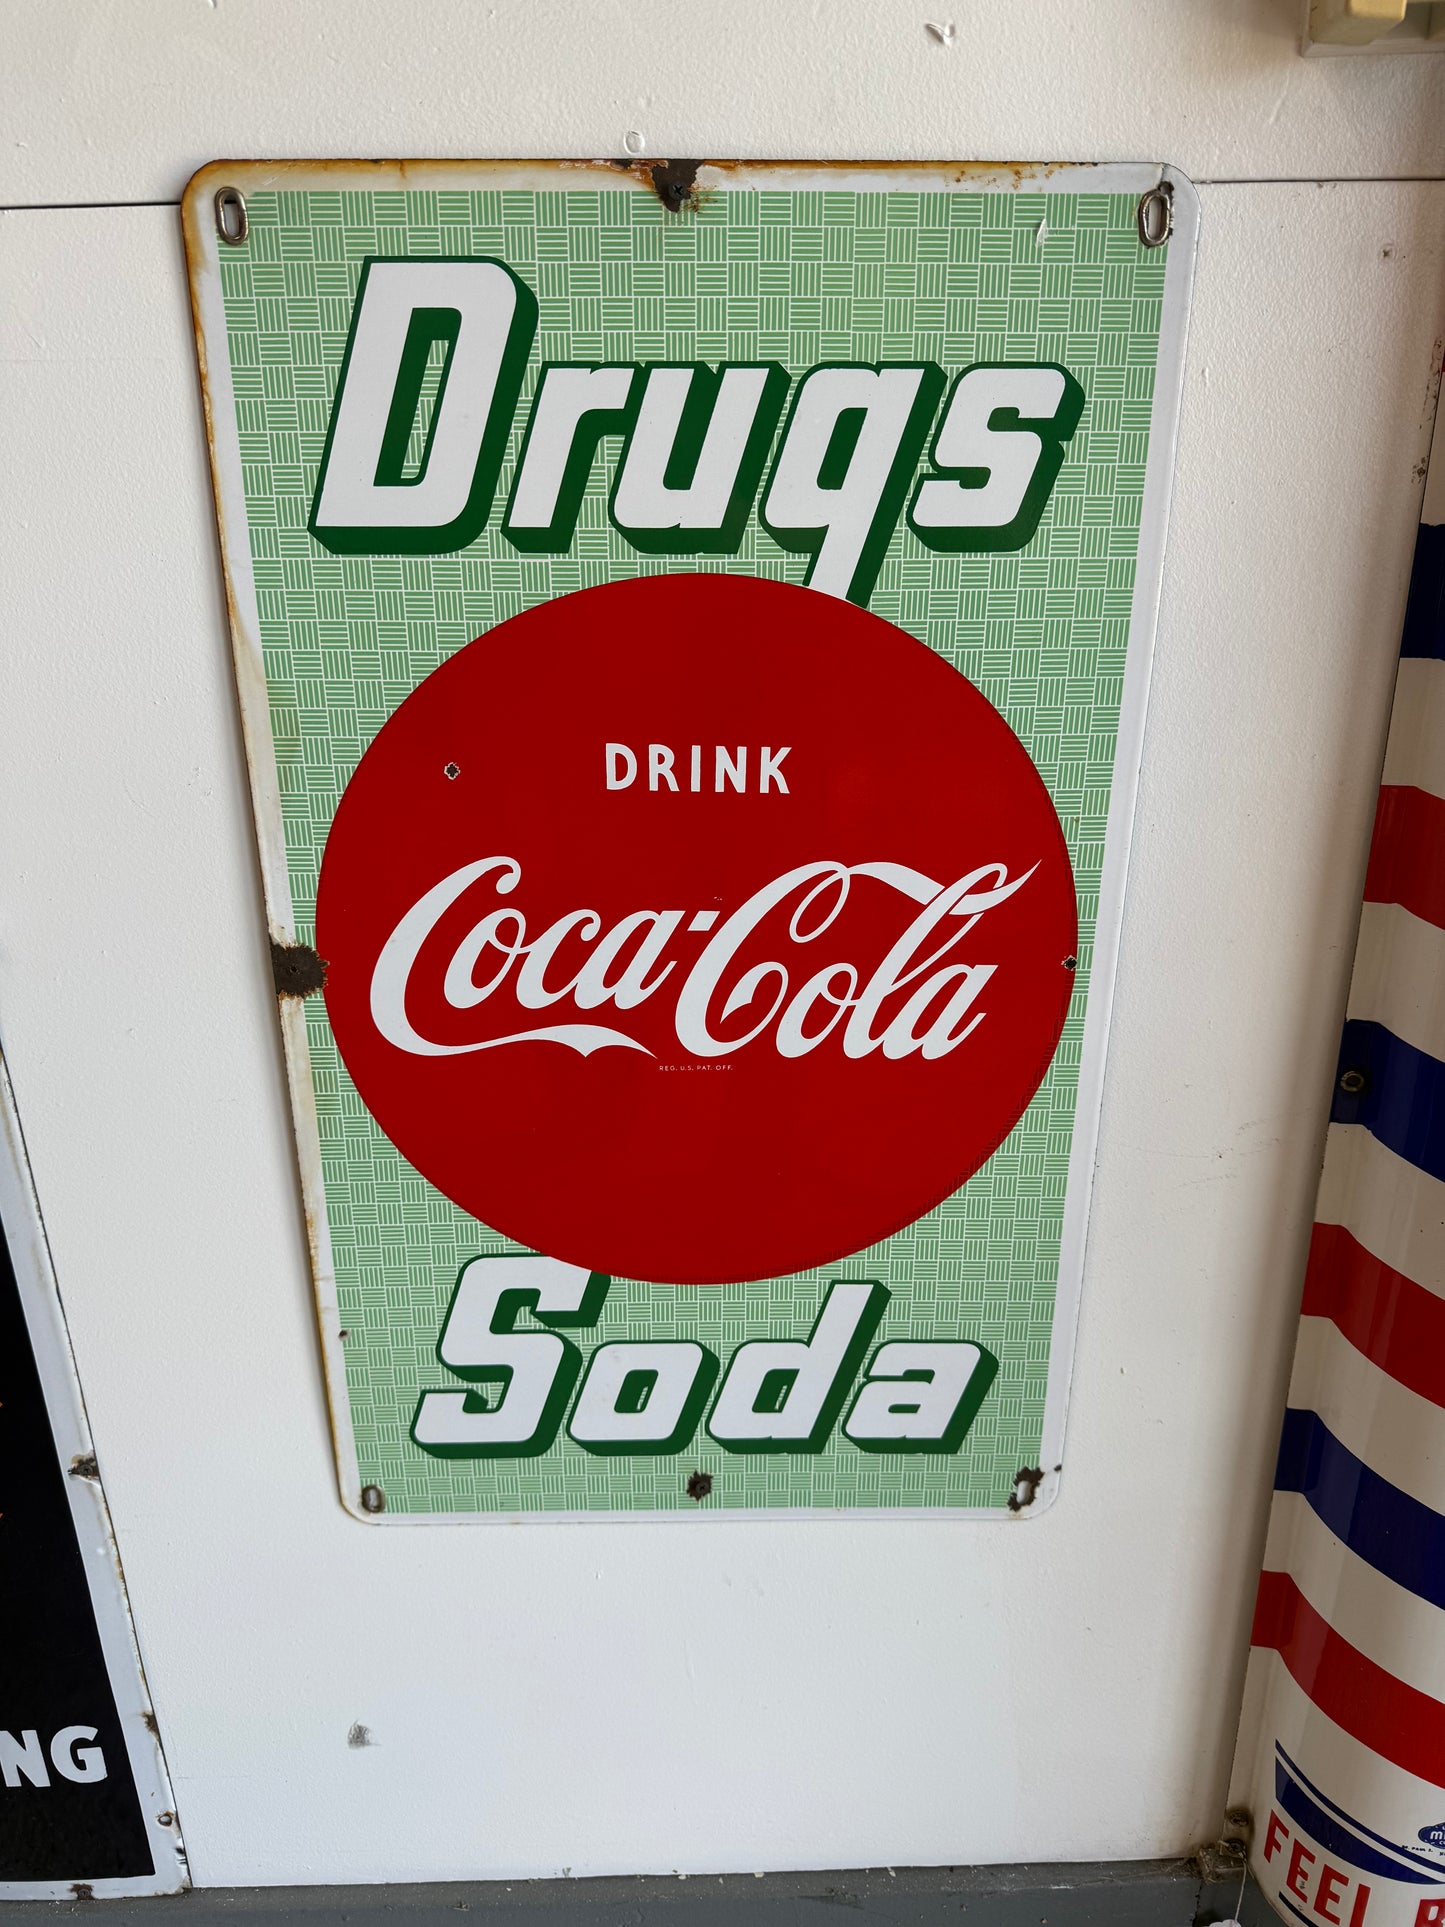 Drugs
DRINK
Coca-Cola
REG. U.S. PAT. OFF.
Soda
NG
FEEL